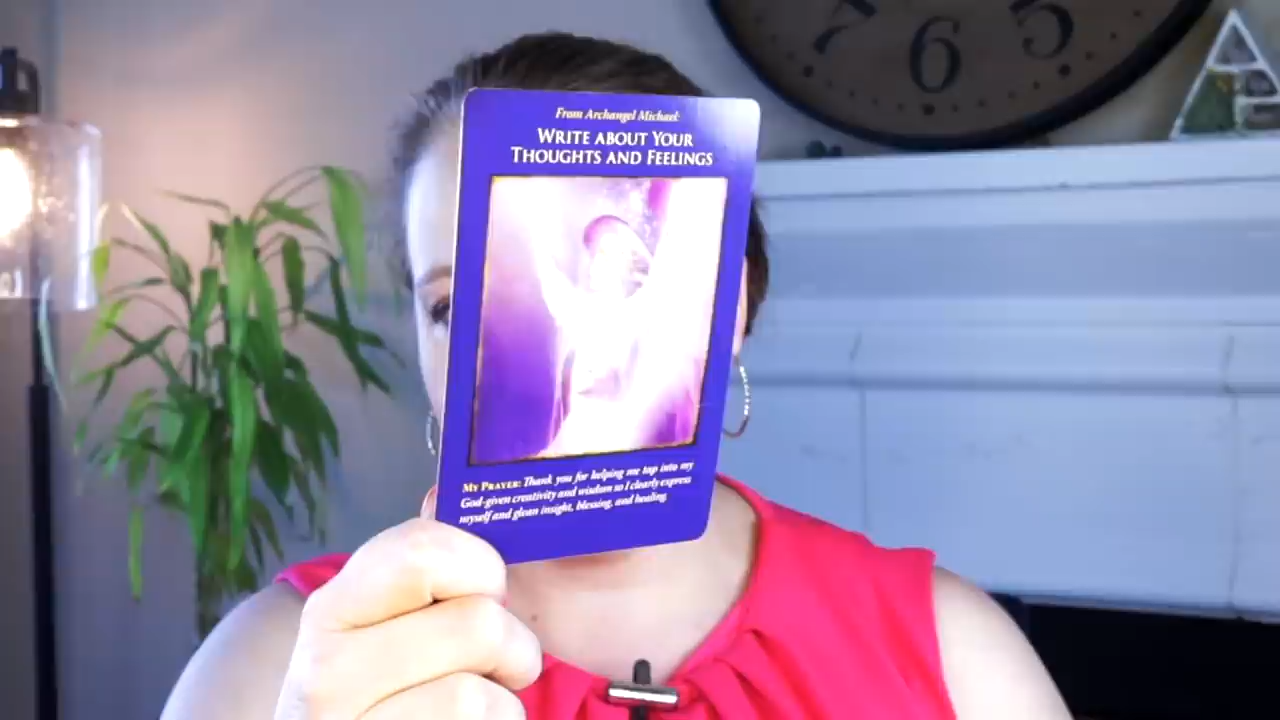 7 6 5
From Archangel Michael:
WRITE ABOUT YOUR
THOUGHTS AND FEELINGS
MY PRAYER: Thank you for helping me tap into my
God-given creativity and wisdom so I clearly express
myself and glean insight, blessing, and healing.